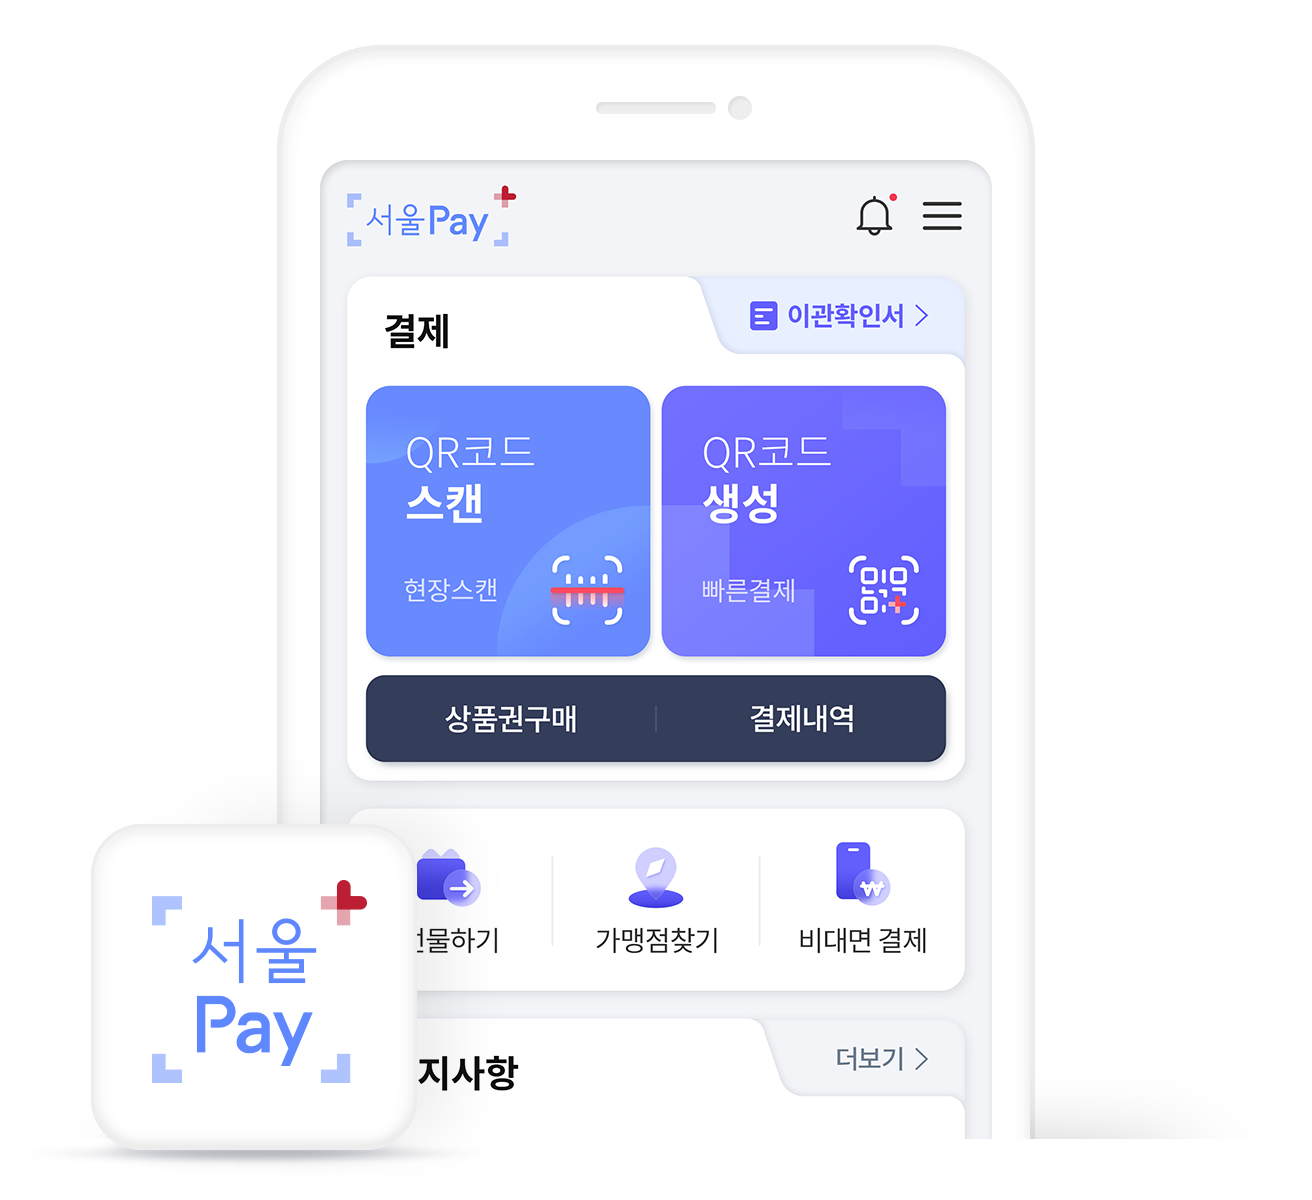 서울Pay
결제
이관확인서
QR코드
스캔
현장스캔
QR코드
생성
빠른결제
상품권구매
결제내역
물하기
가맹점찾기
비대면 결제
지사항
더보기
서울
Pay